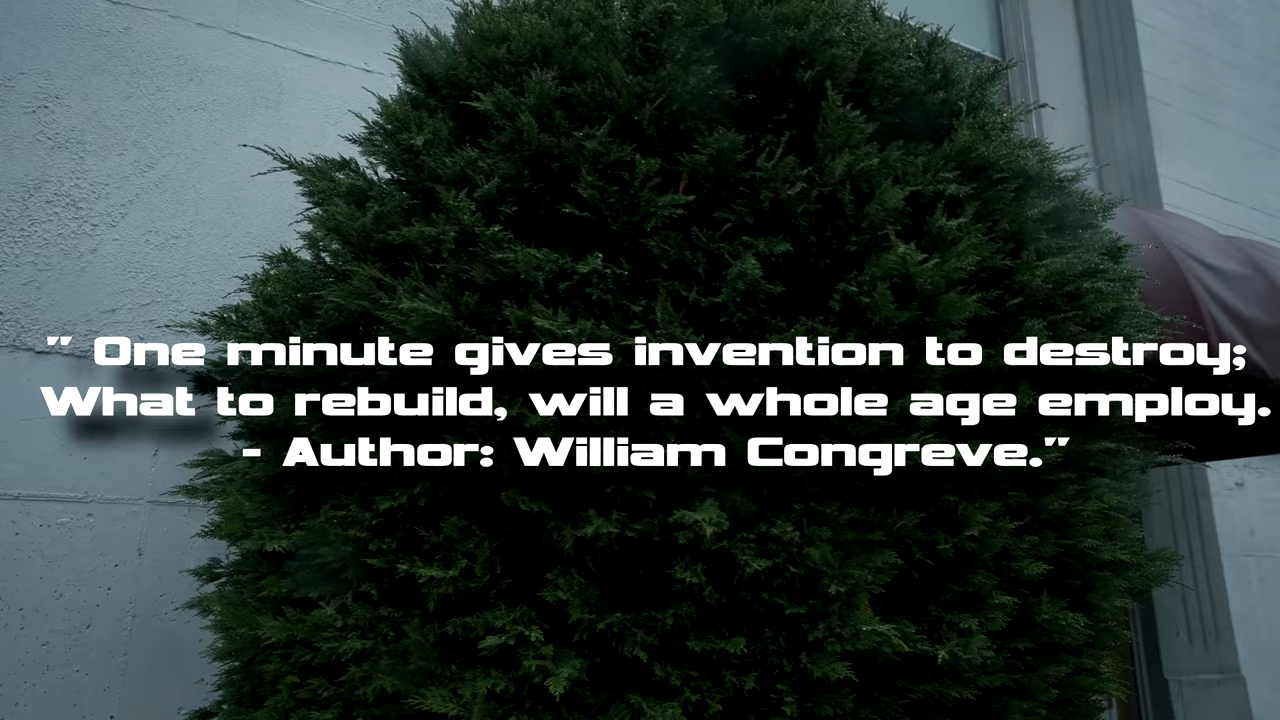 " One minute gives invention to destroy;
What to rebuild, will a whole age employ.
- Author: William Congreve."